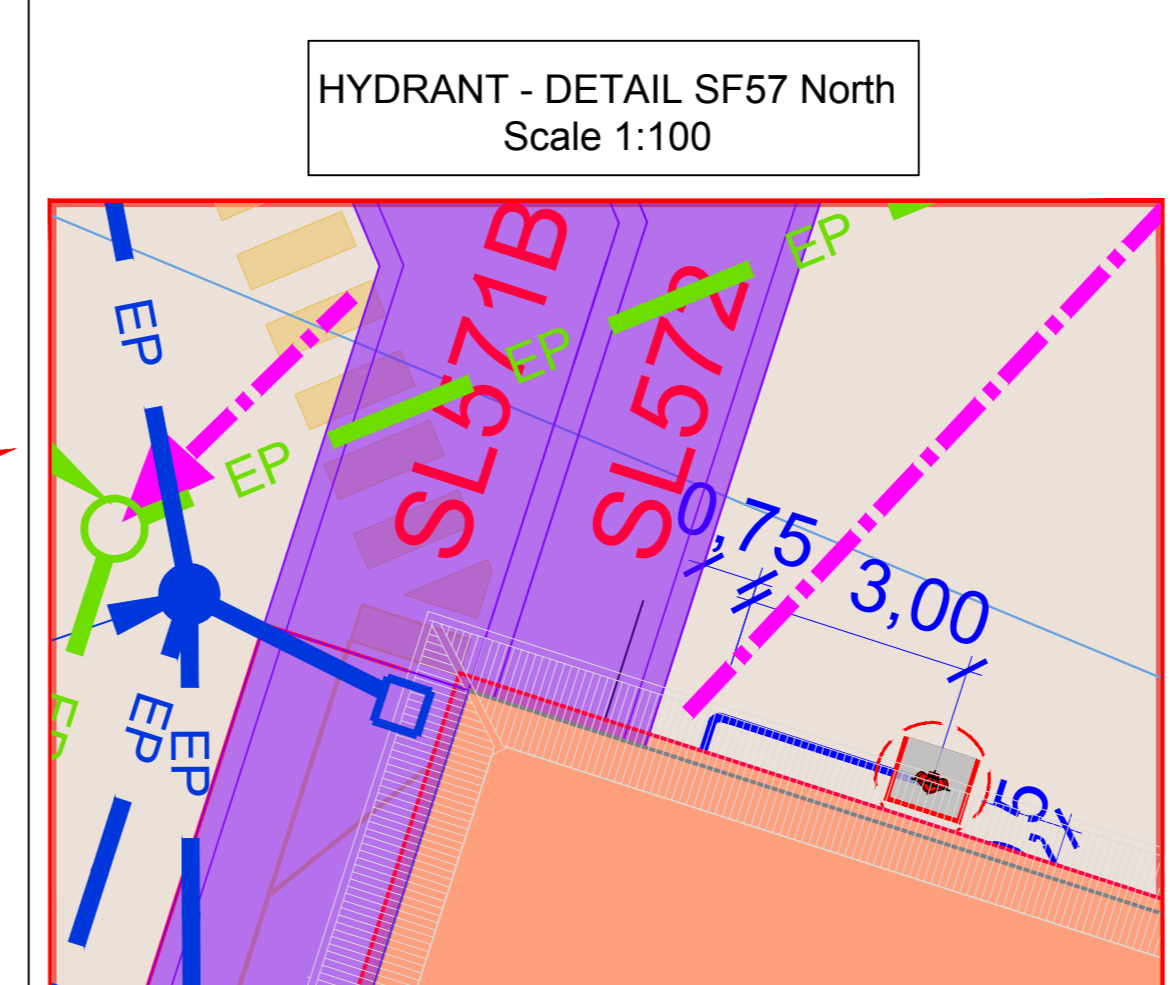 HYDRANT - DETAIL SF57 North
Scale 1:100
EP
EP
EP
EP
SL571B
SL572
0,75
3,00
EP
EP
EP